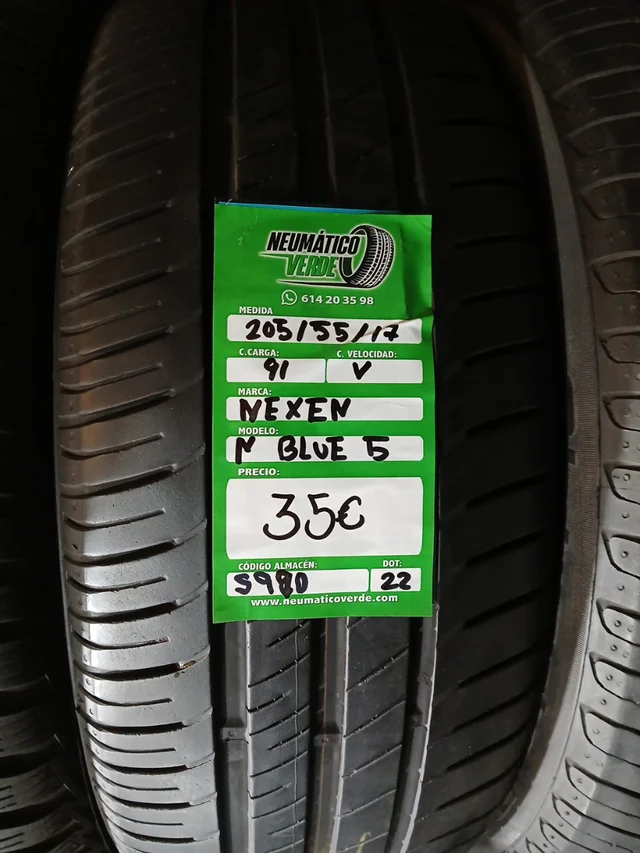 NEUMÁTICO
VERDE
614 20 35 98
MEDIDA
205/55/17
C.CARGA: C. VELOCIDAD:
91 V
MARCA:
NEXEN
MODELO:
N BLUE 5
PRECIO:
35€
CÓDIGO ALMACÉN: DOT:
S980 22
www.neumaticoverde.com